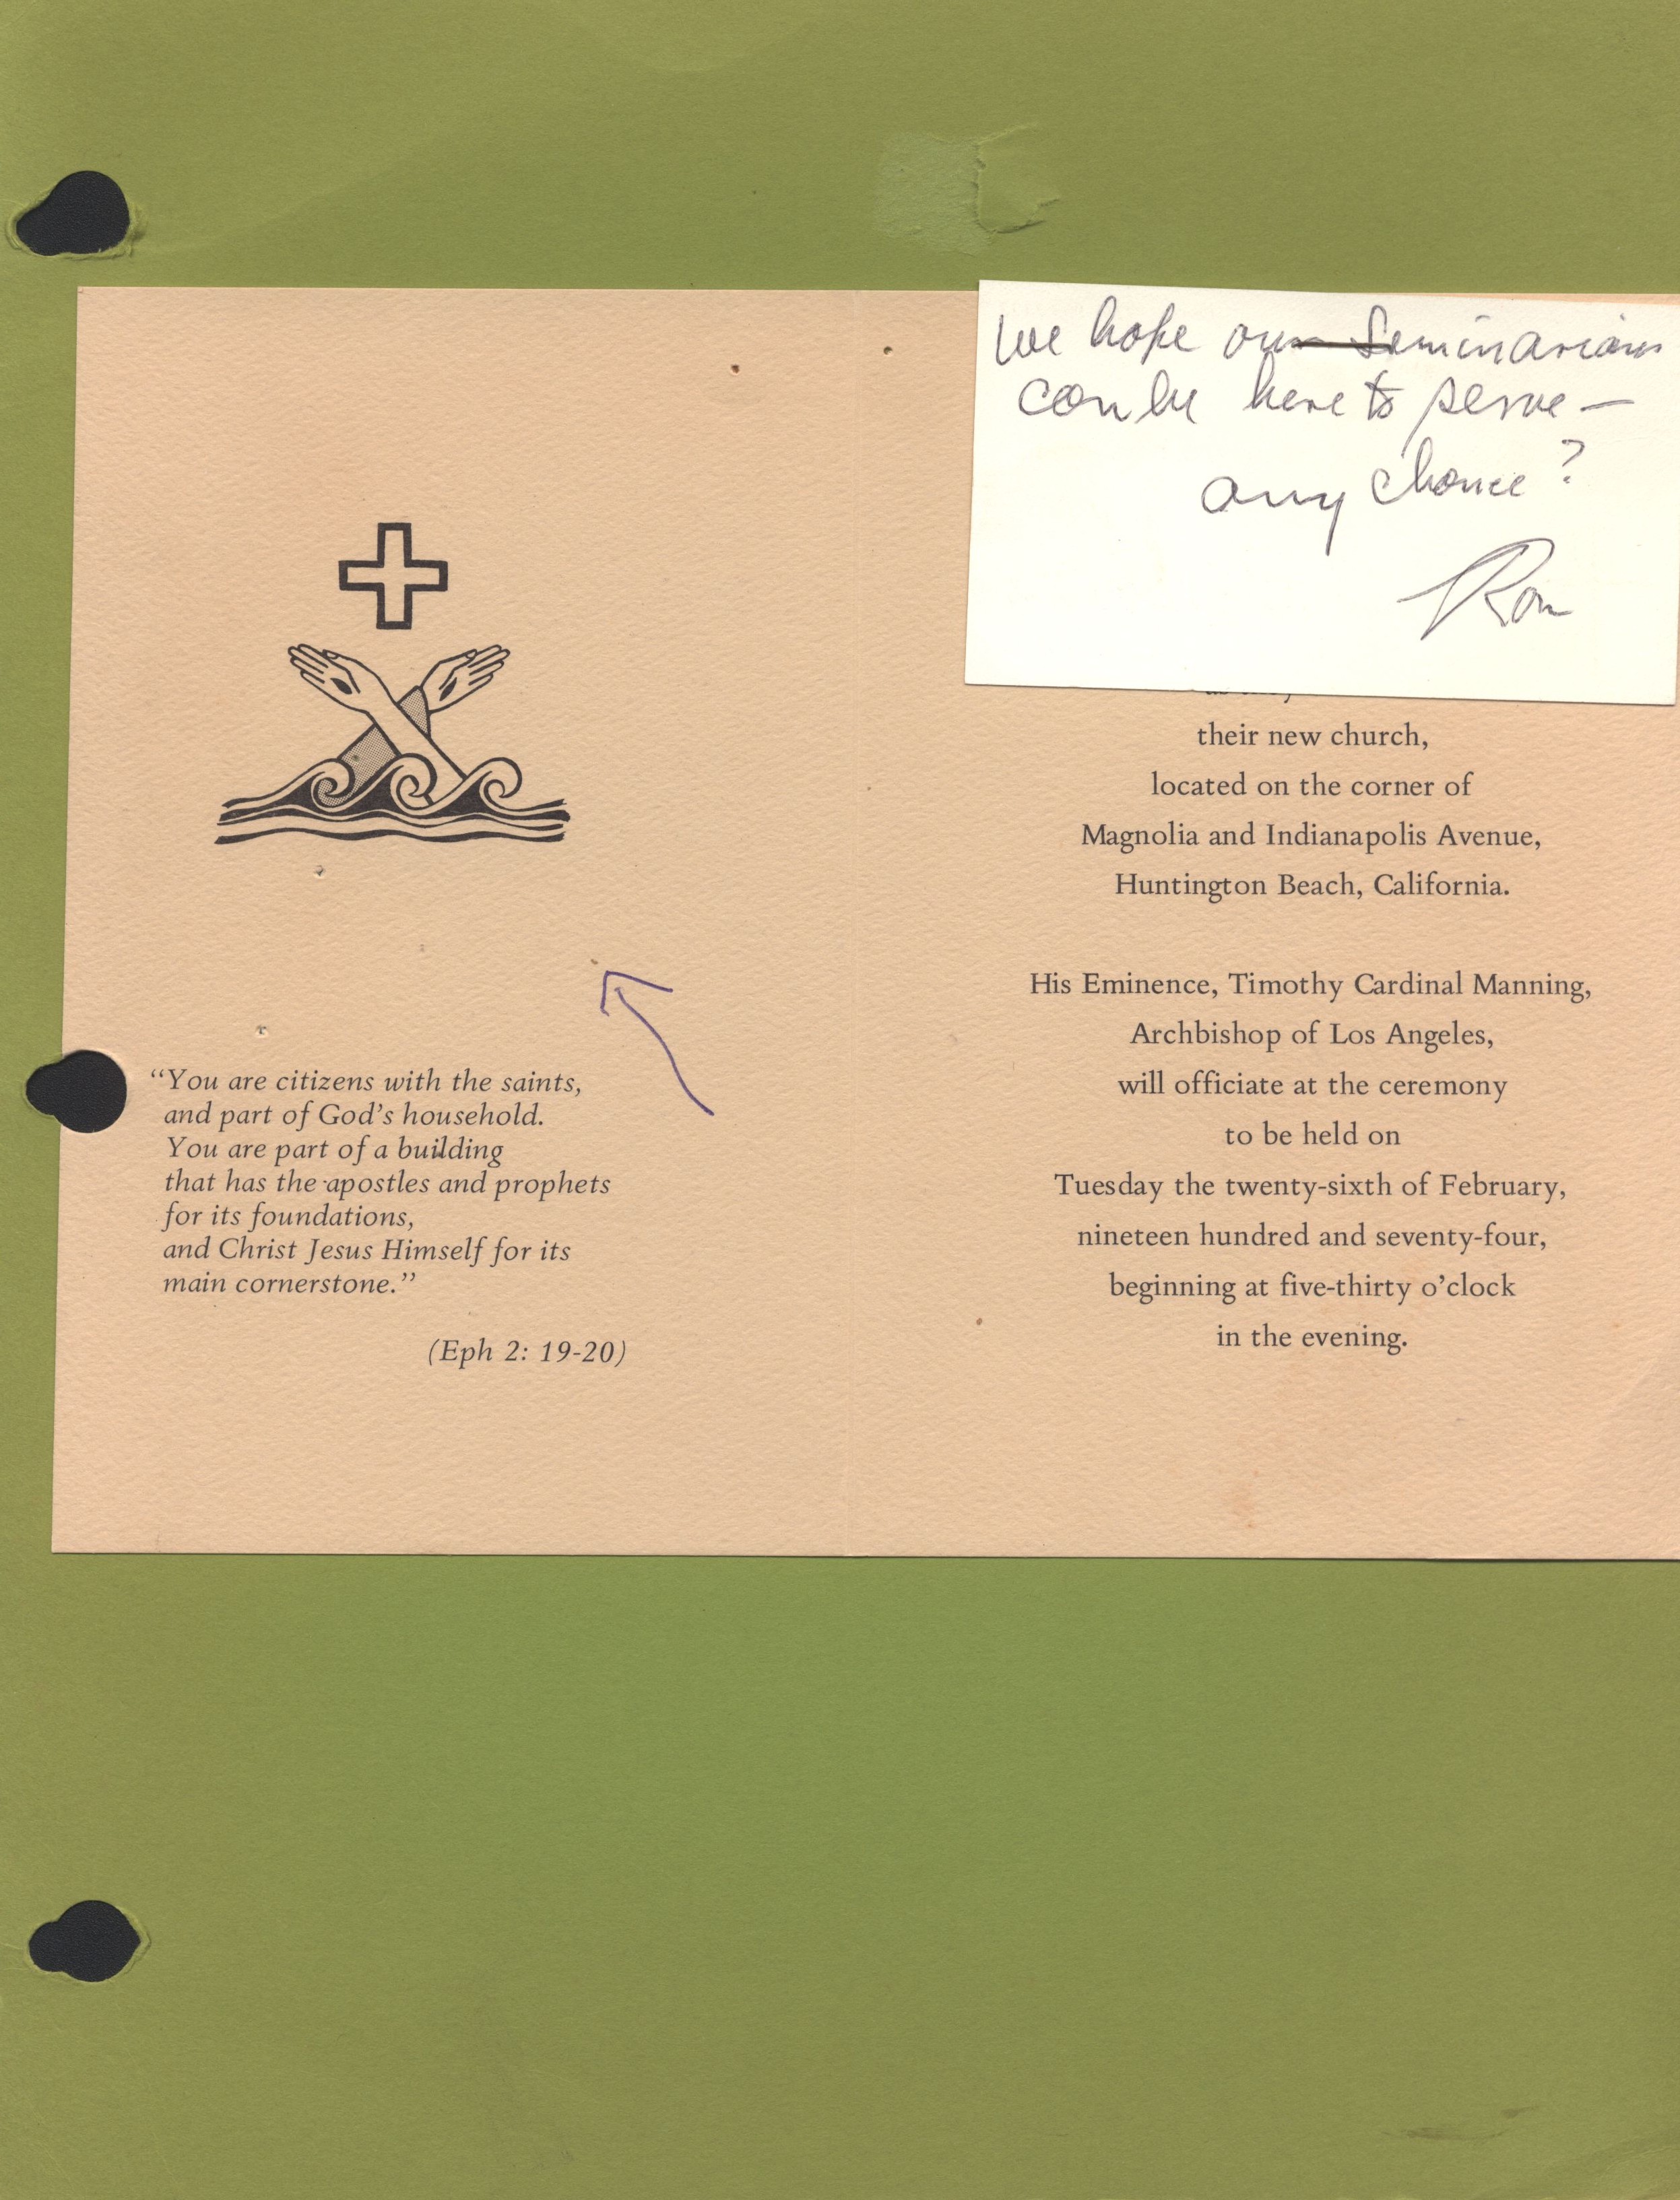 We hope our Seminarians
can be here to serve—
any chance?
Ron
their new church,
located on the corner of
Magnolia and Indianapolis Avenue,
Huntington Beach, California.
His Eminence, Timothy Cardinal Manning,
Archbishop of Los Angeles,
will officiate at the ceremony
to be held on
Tuesday the twenty-sixth of February,
nineteen hundred and seventy-four,
beginning at five-thirty o’clock
in the evening.
“You are citizens with the saints,
and part of God’s household.
You are part of a building
that has the apostles and prophets
for its foundations,
and Christ Jesus Himself for its
main cornerstone.”
(Eph 2: 19-20)